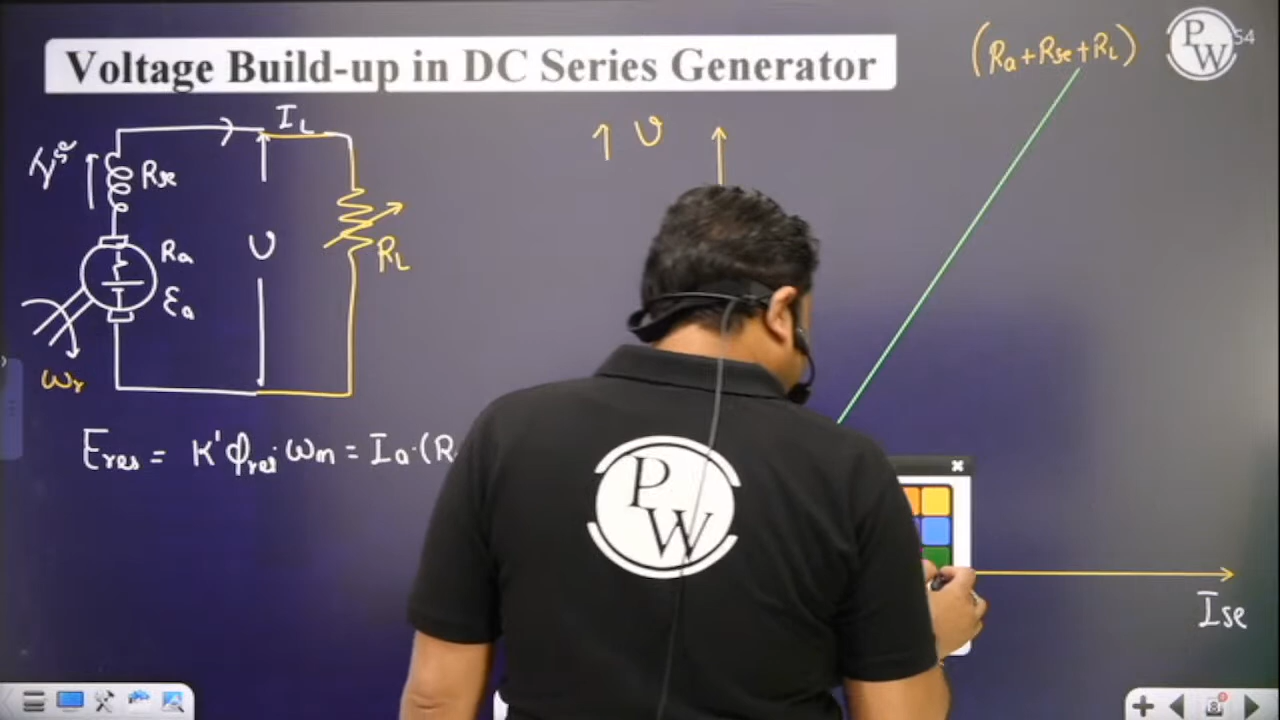 Voltage Build-up in DC Series Generator
(Ra+Rse+RL)
PW
54
IL
↑ υ
Rse
Ra
υ
RL
Ea
ωr
Eres = K'ϕres·ωm = Ia·(R
PW
Ise